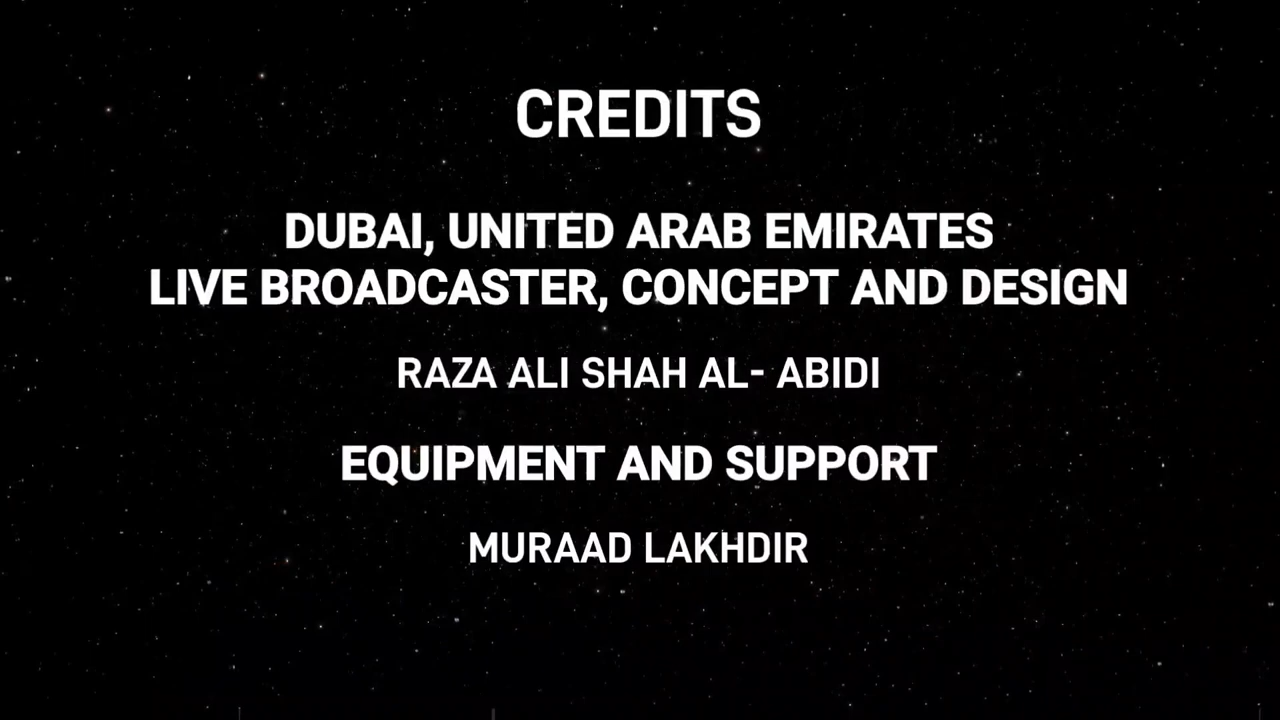 CREDITS
DUBAI, UNITED ARAB EMIRATES
LIVE BROADCASTER, CONCEPT AND DESIGN
RAZA ALI SHAH AL- ABIDI
EQUIPMENT AND SUPPORT
MURAAD LAKHDIR